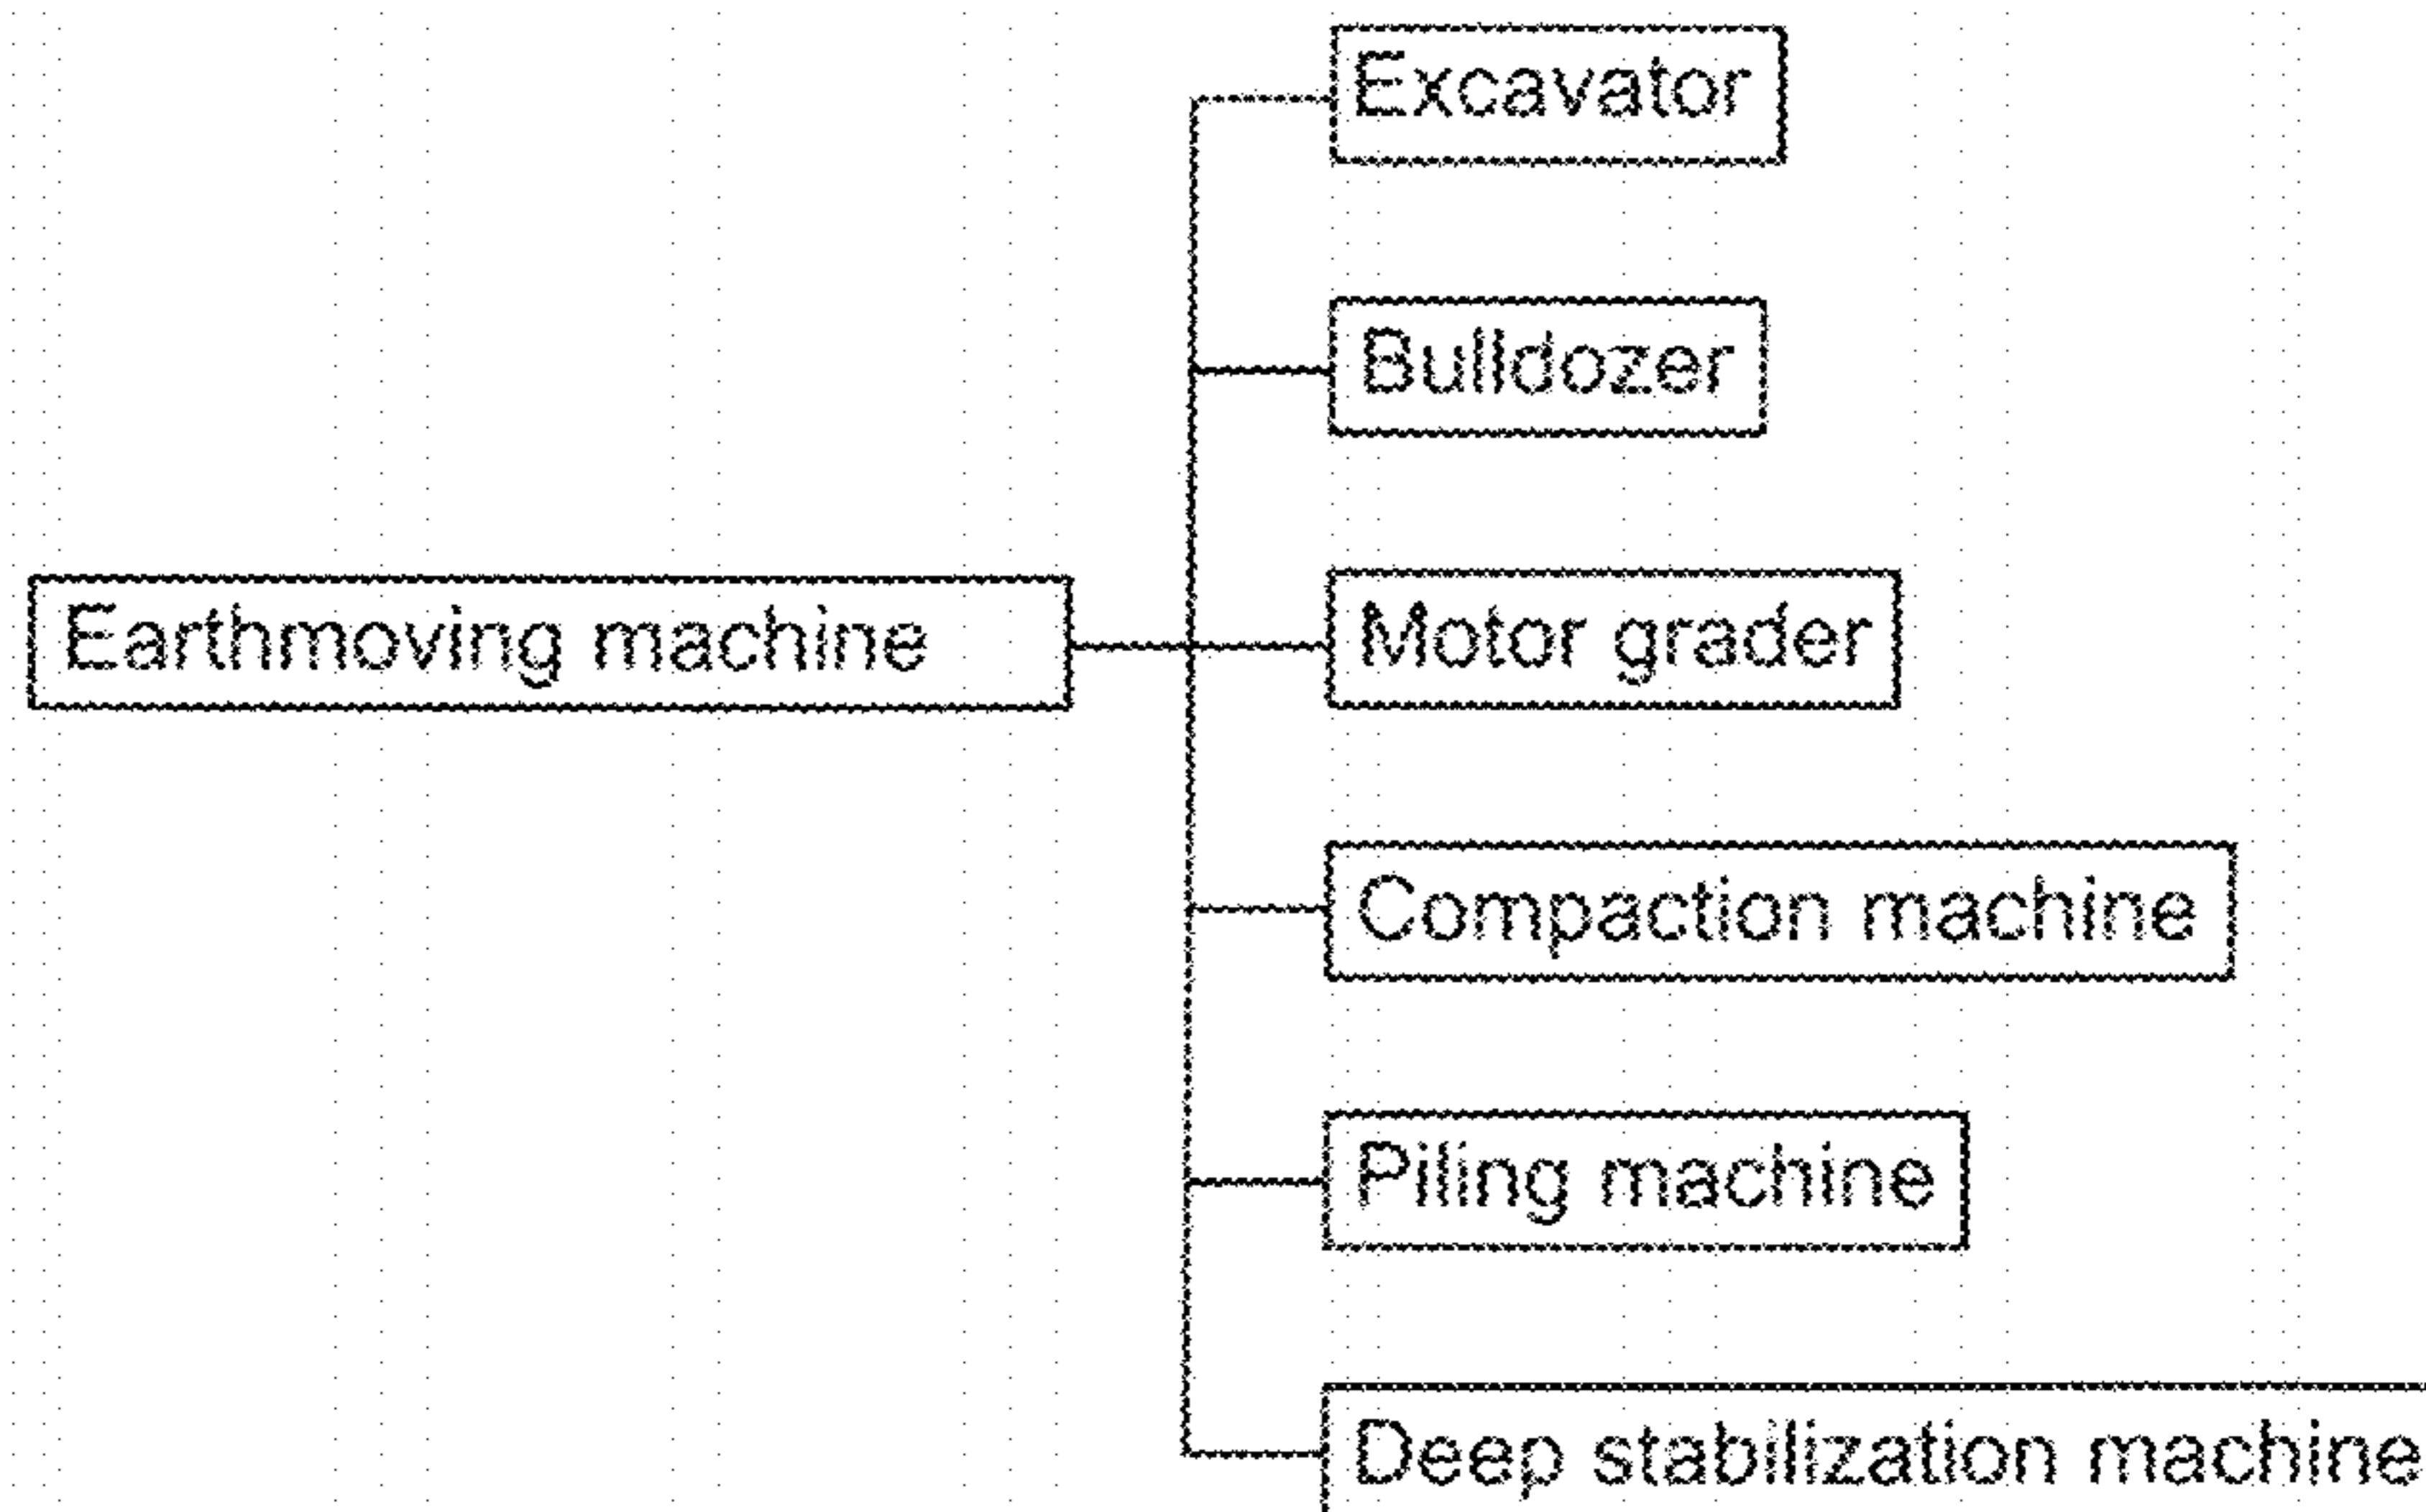 Excavator
Bulldozer
Earthmoving machine
Motor grader
Compaction machine
Piling machine
Deep stabilization machine